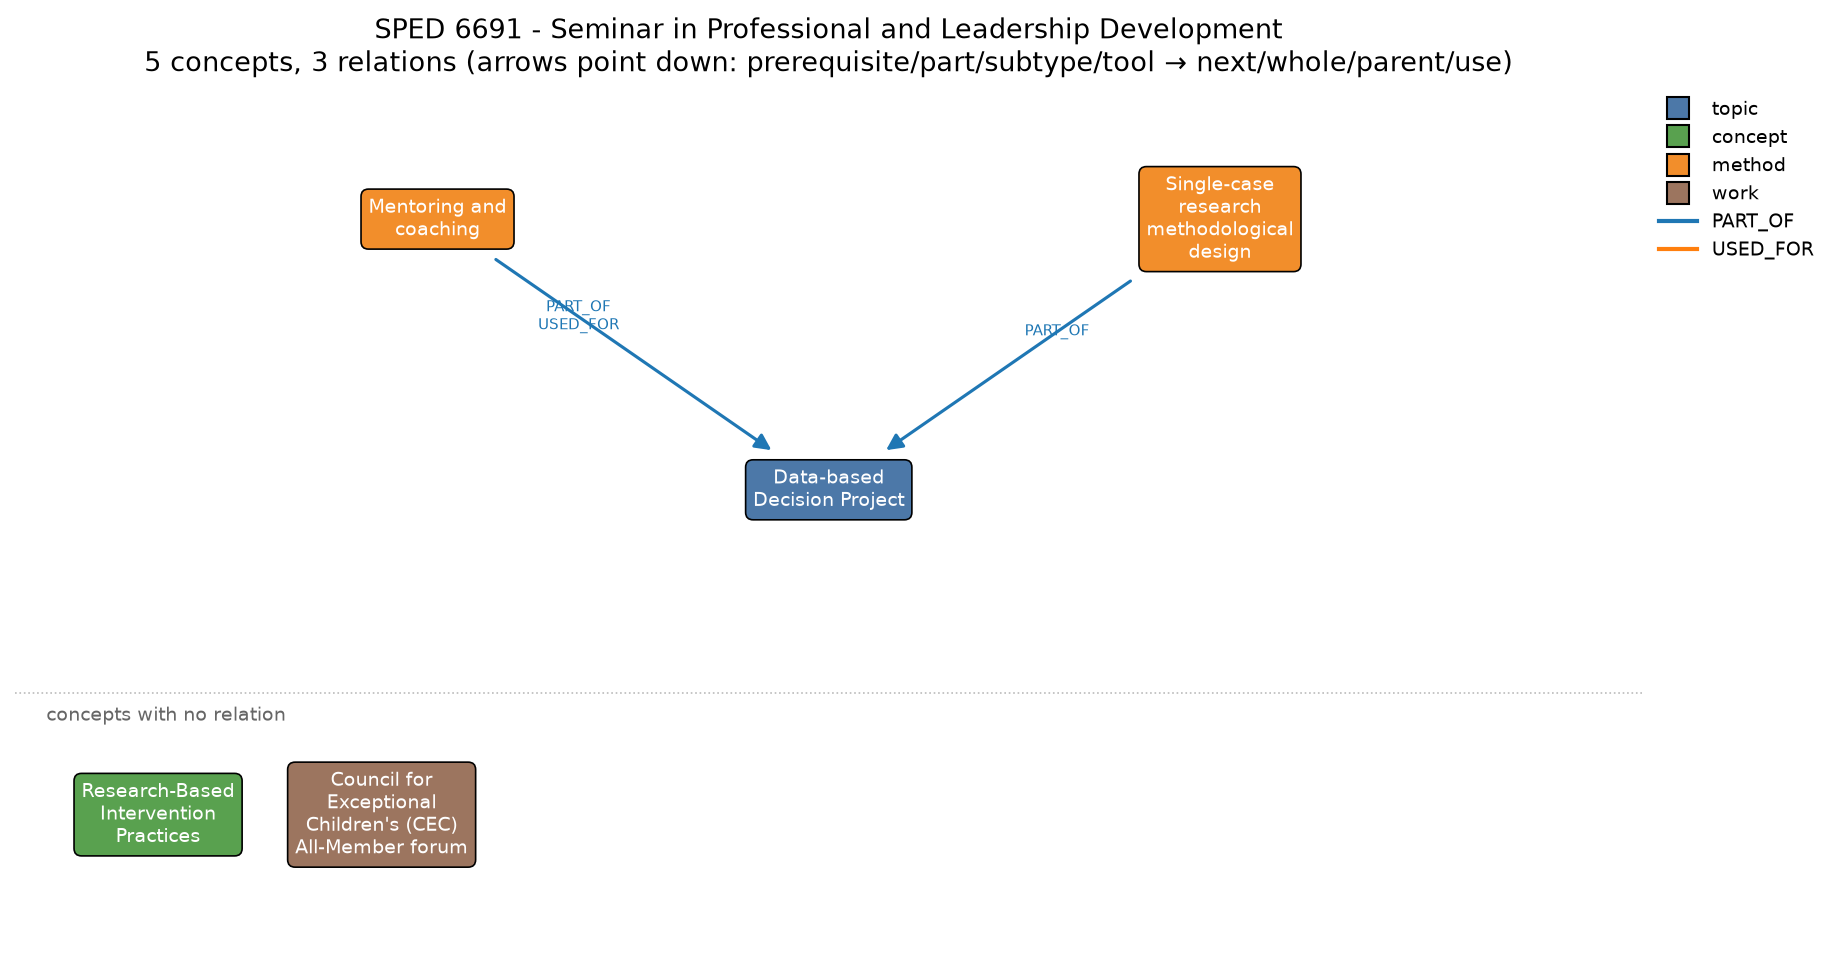 SPED 6691 - Seminar in Professional and Leadership Development
5 concepts, 3 relations (arrows point down: prerequisite/part/subtype/tool → next/whole/parent/use)
topic
concept
method
work
PART_OF
USED_FOR
Mentoring and
coaching
Single-case
research
methodological
design
PART_OF
USED_FOR
PART_OF
Data-based
Decision Project
concepts with no relation
Research-Based
Intervention
Practices
Council for
Exceptional
Children's (CEC)
All-Member forum